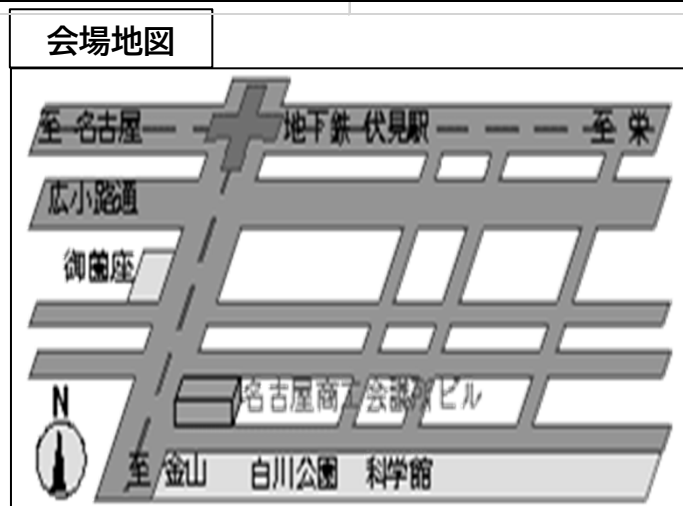 会場地図
至 名古屋
地下鉄 伏見駅
至 栄
広小路通
御薗座
名古屋商工会議所ビル
N
至 金山
白川公園
科学館